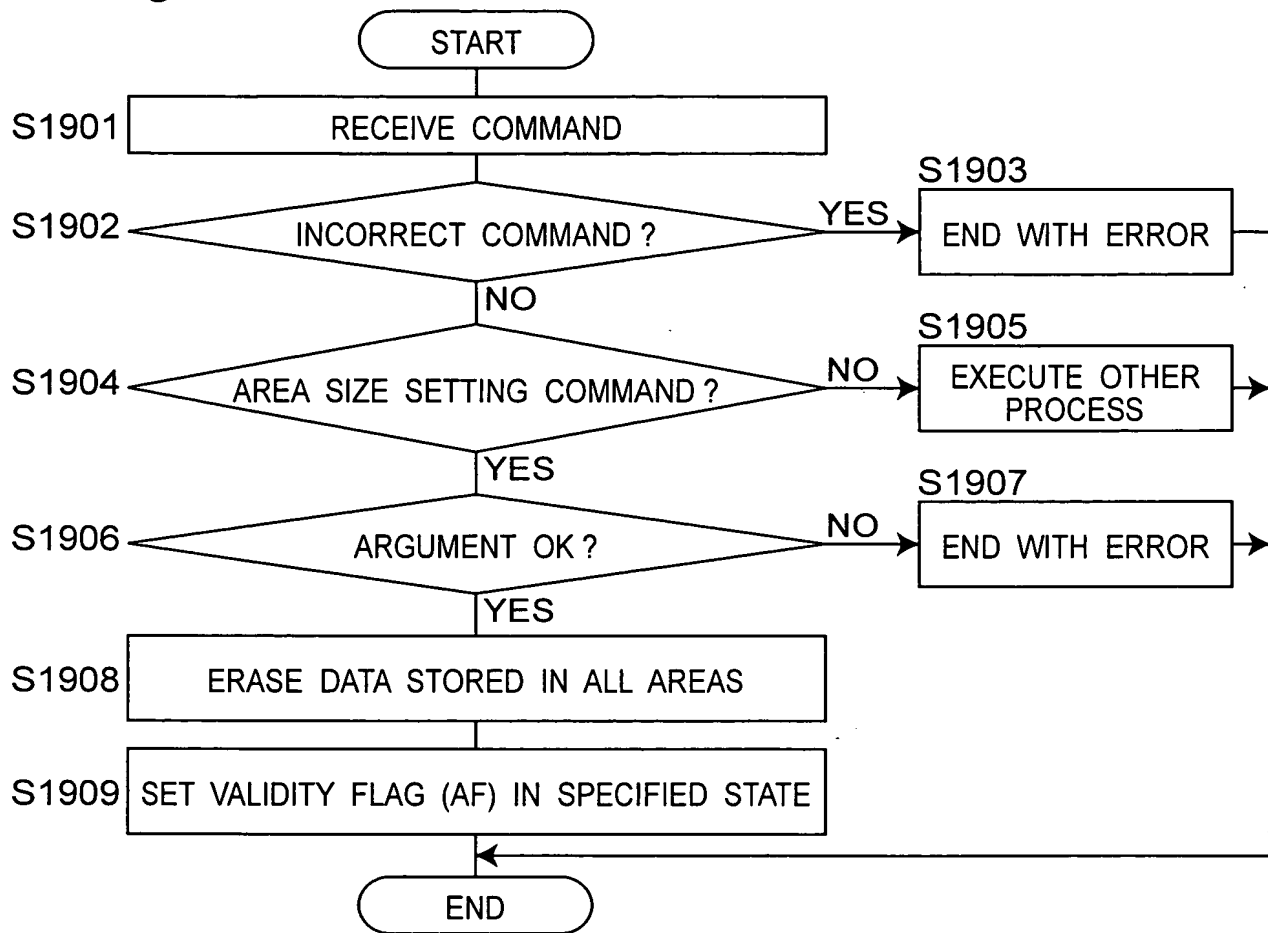 START
S1901
RECEIVE COMMAND
S1902
INCORRECT COMMAND ?
YES
S1903
END WITH ERROR
NO
S1904
AREA SIZE SETTING COMMAND ?
NO
S1905
EXECUTE OTHER
PROCESS
YES
S1906
ARGUMENT OK ?
NO
S1907
END WITH ERROR
YES
S1908
ERASE DATA STORED IN ALL AREAS
S1909
SET VALIDITY FLAG (AF) IN SPECIFIED STATE
END